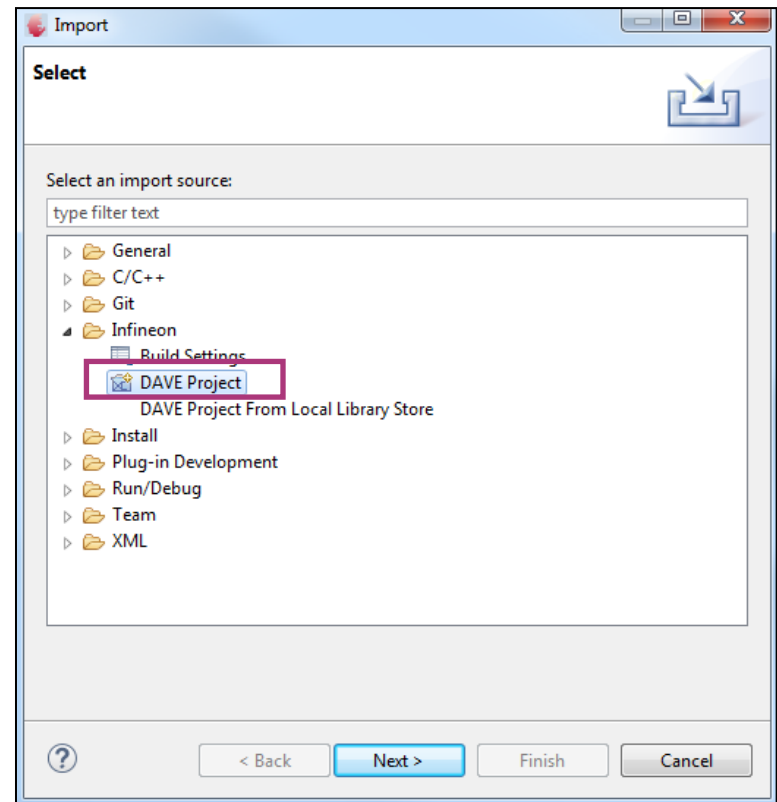 Import
Select
Select an import source:
type filter text
General
C/C++
Git
Infineon
Build Settings
DAVE Project
DAVE Project From Local Library Store
Install
Plug-in Development
Run/Debug
Team
XML
< Back Next > Finish Cancel